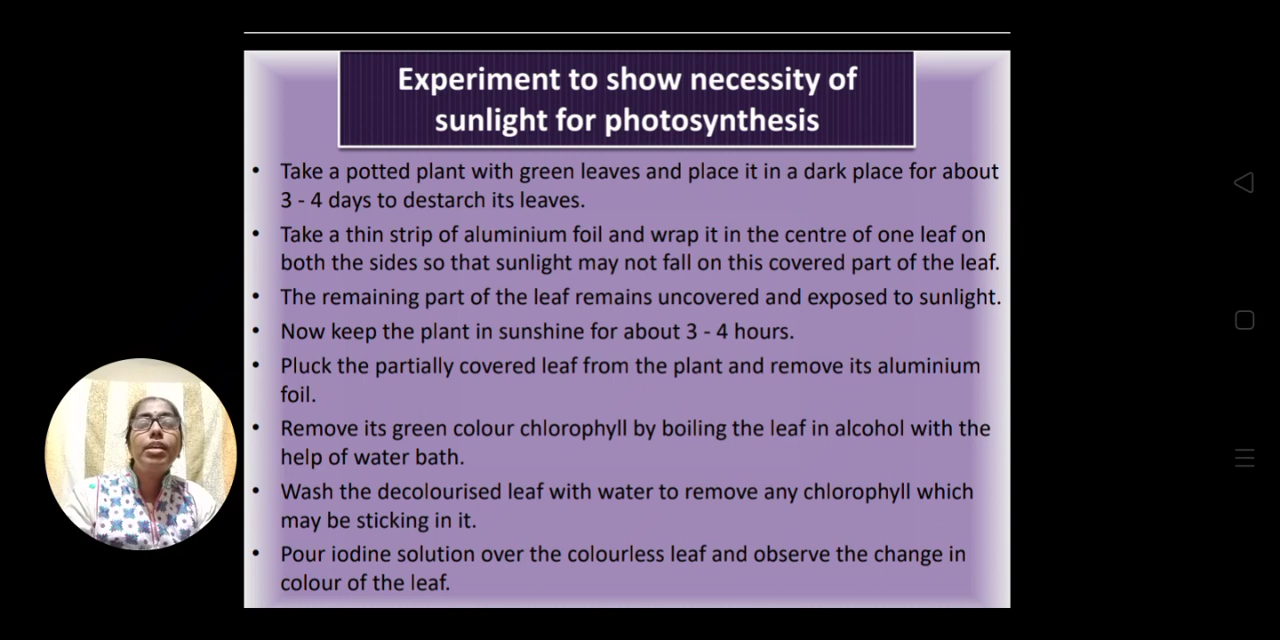 Experiment to show necessity of
sunlight for photosynthesis
• Take a potted plant with green leaves and place it in a dark place for about
3 - 4 days to destarch its leaves.
• Take a thin strip of aluminium foil and wrap it in the centre of one leaf on
both the sides so that sunlight may not fall on this covered part of the leaf.
• The remaining part of the leaf remains uncovered and exposed to sunlight.
• Now keep the plant in sunshine for about 3 - 4 hours.
• Pluck the partially covered leaf from the plant and remove its aluminium
foil.
• Remove its green colour chlorophyll by boiling the leaf in alcohol with the
help of water bath.
• Wash the decolourised leaf with water to remove any chlorophyll which
may be sticking in it.
• Pour iodine solution over the colourless leaf and observe the change in
colour of the leaf.